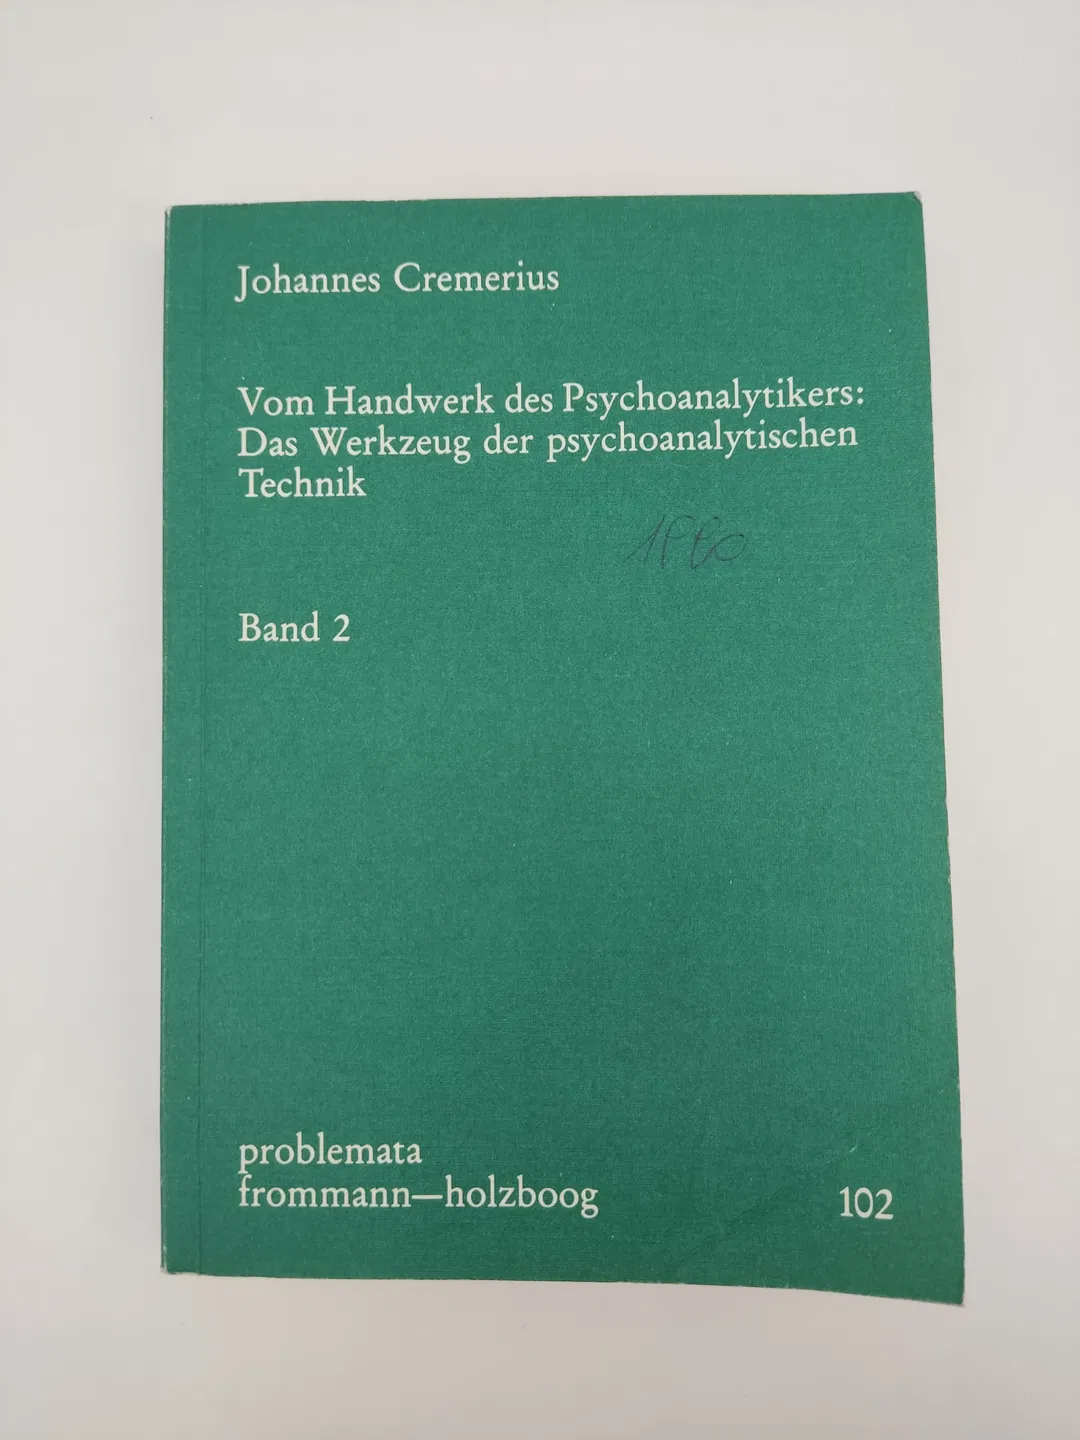 Johannes Cremerius
Vom Handwerk des Psychoanalytikers:
Das Werkzeug der psychoanalytischen
Technik
Band 2
problemata
frommann—holzboog
102